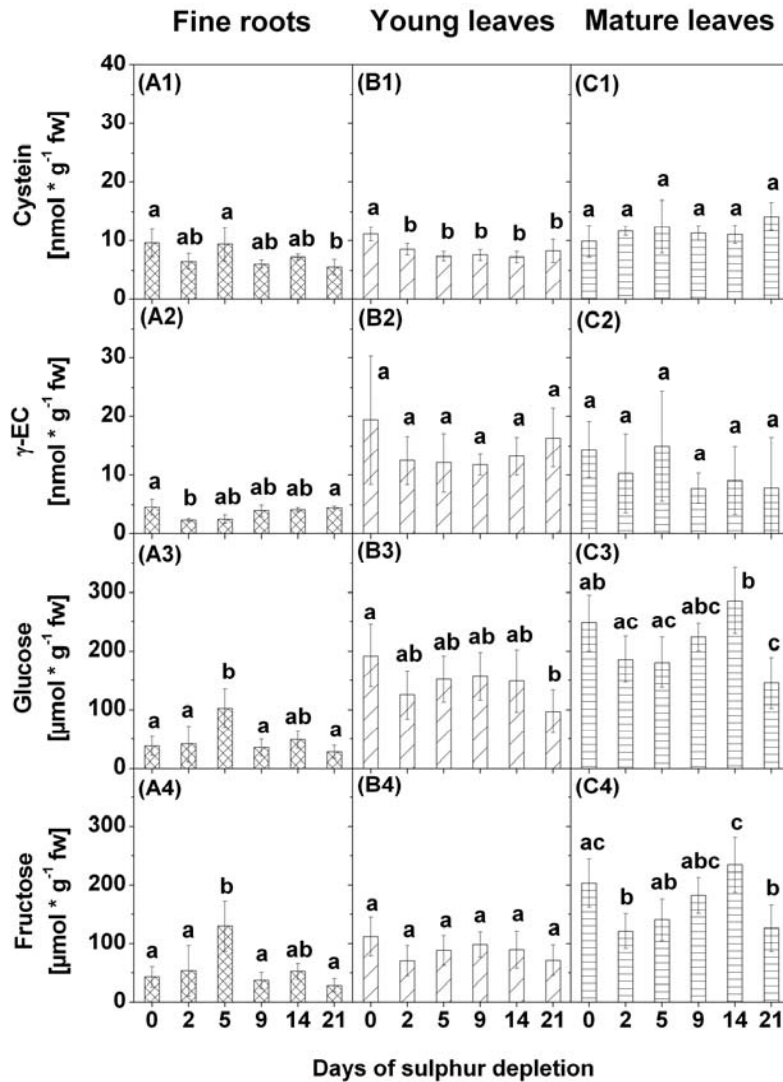 Fine roots Young leaves Mature leaves
(A1) (B1) (C1)
Cystein
[nmol * g⁻¹ fw]
40
30
20
10
0
a ab a ab ab b
a b b b b b
a a a a a a
(A2) (B2) (C2)
γ-EC
[nmol * g⁻¹ fw]
30
20
10
0
a b ab ab ab a
a a a a a a
a a a a a a
(A3) (B3) (C3)
Glucose
[µmol * g⁻¹ fw]
300
200
100
0
a a b a ab a
a ab ab ab ab b
ab ac ac abc b c
(A4) (B4) (C4)
Fructose
[µmol * g⁻¹ fw]
300
200
100
0
a a b a ab a
a a a a a a
ac b ab abc c b
0 2 5 9 14 21 0 2 5 9 14 21 0 2 5 9 14 21
Days of sulphur depletion